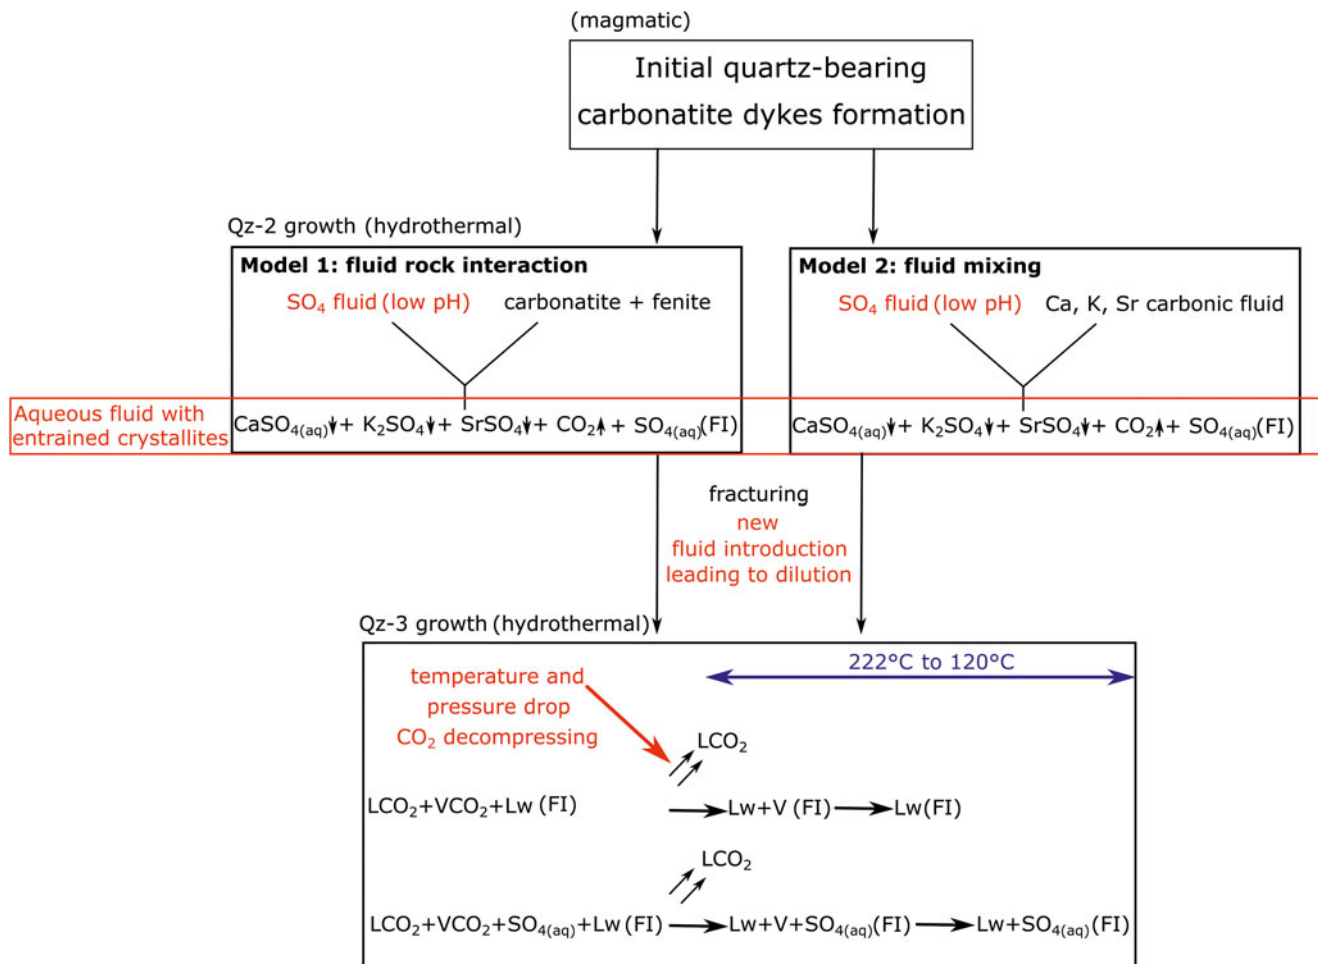 (magmatic)
Initial quartz-bearing
carbonatite dykes formation
Qz-2 growth (hydrothermal)
Model 1: fluid rock interaction
SO₄ fluid (low pH) carbonatite + fenite
Model 2: fluid mixing
SO₄ fluid (low pH) Ca, K, Sr carbonic fluid
Aqueous fluid with
entrained crystallites
CaSO₄(aq)↓+ K₂SO₄↓+ SrSO₄↓+ CO₂↑ + SO₄(aq)(FI)
CaSO₄(aq)↓+ K₂SO₄↓+ SrSO₄↓+ CO₂↑+ SO₄(aq)(FI)
fracturing
new
fluid introduction
leading to dilution
Qz-3 growth (hydrothermal)
222°C to 120°C
temperature and
pressure drop
CO₂ decompressing
LCO₂
LCO₂+VCO₂+Lw (FI) Lw+V (FI) Lw(FI)
LCO₂
LCO₂+VCO₂+SO₄(aq)+Lw (FI) Lw+V+SO₄(aq)(FI) Lw+SO₄(aq)(FI)